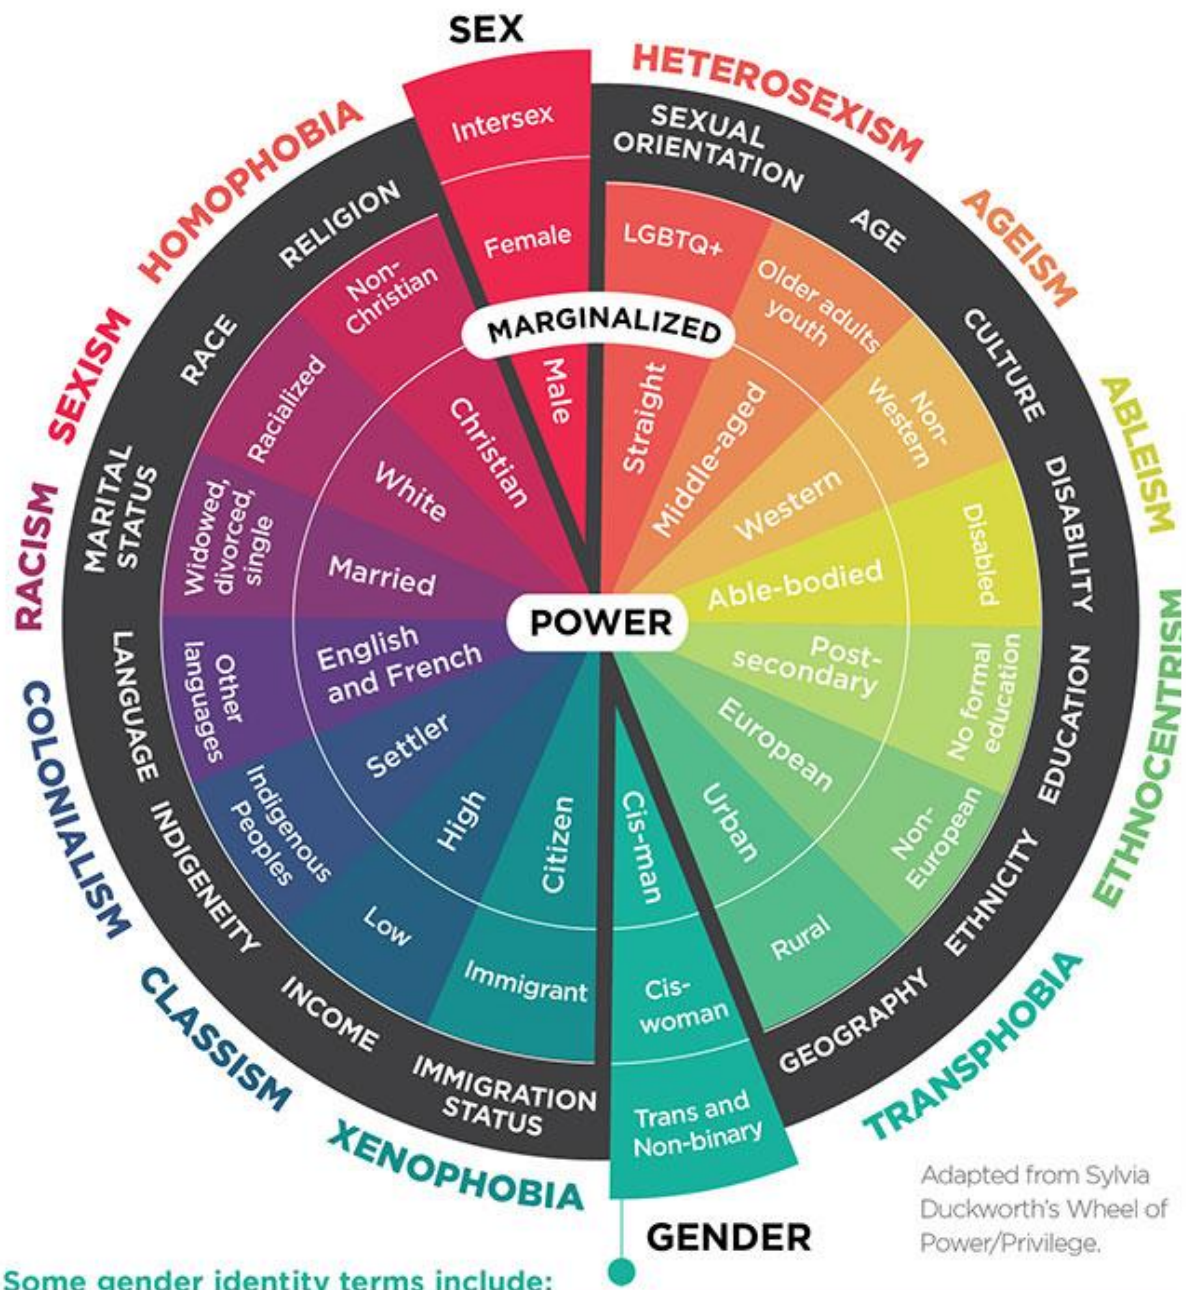 SEX
Intersex
Female
Male
MARGINALIZED
POWER
HETEROSEXISM
AGEISM
ABLEISM
ETHNOCENTRISM
TRANSPHOBIA
XENOPHOBIA
CLASSISM
COLONIALISM
RACISM
SEXISM
HOMOPHOBIA
SEXUAL
ORIENTATION
LGBTQ+
Straight
AGE
Older adults
youth
Middle-aged
CULTURE
Non-
Western
Western
DISABILITY
Disabled
Able-bodied
EDUCATION
No formal
education
Post-
secondary
ETHNICITY
Non-
European
European
GEOGRAPHY
Rural
Urban
Cis-man
Cis-
woman
Trans and
Non-binary
GENDER
IMMIGRATION
STATUS
Immigrant
Citizen
INCOME
Low
High
INDIGENEITY
Indigenous
Peoples
Settler
LANGUAGE
Other
languages
English
and French
MARITAL
STATUS
Widowed,
divorced,
single
Married
RACE
Racialized
White
RELIGION
Non-
Christian
Christian
Adapted from Sylvia
Duckworth's Wheel of
Power/Privilege.
Some gender identity terms include: